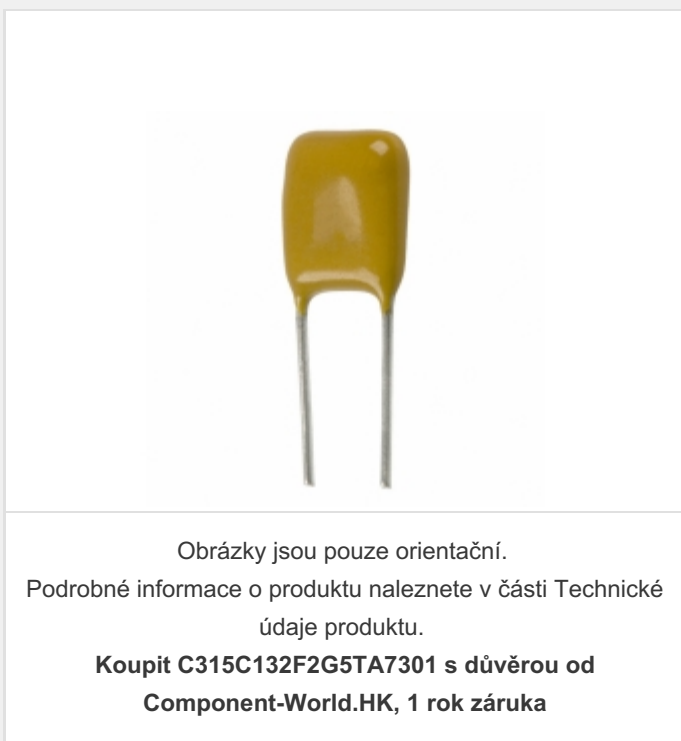 Obrázky jsou pouze orientační.
Podrobné informace o produktu naleznete v části Technické
údaje produktu.
Koupit C315C132F2G5TA7301 s důvěrou od
Component-World.HK, 1 rok záruka